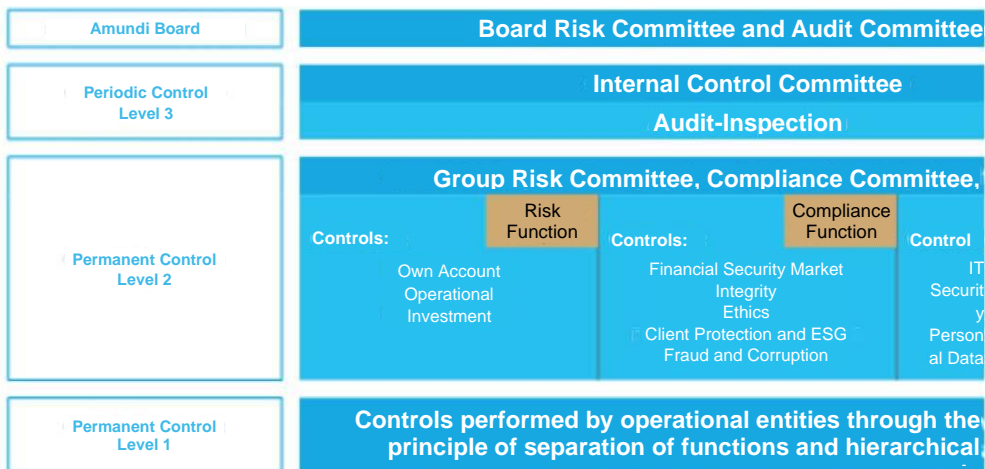 Amundi Board
Board Risk Committee and Audit Committee
Periodic Control
Level 3
Internal Control Committee
Audit-Inspection
Permanent Control
Level 2
Group Risk Committee, Compliance Committee,
Controls:
Risk
Function
Own Account
Operational
Investment
Controls:
Compliance
Function
Financial Security Market
Integrity
Ethics
Client Protection and ESG
Fraud and Corruption
Control
IT
Securit
y
Person
al Data
Permanent Control
Level 1
Controls performed by operational entities through the
principle of separation of functions and hierarchical